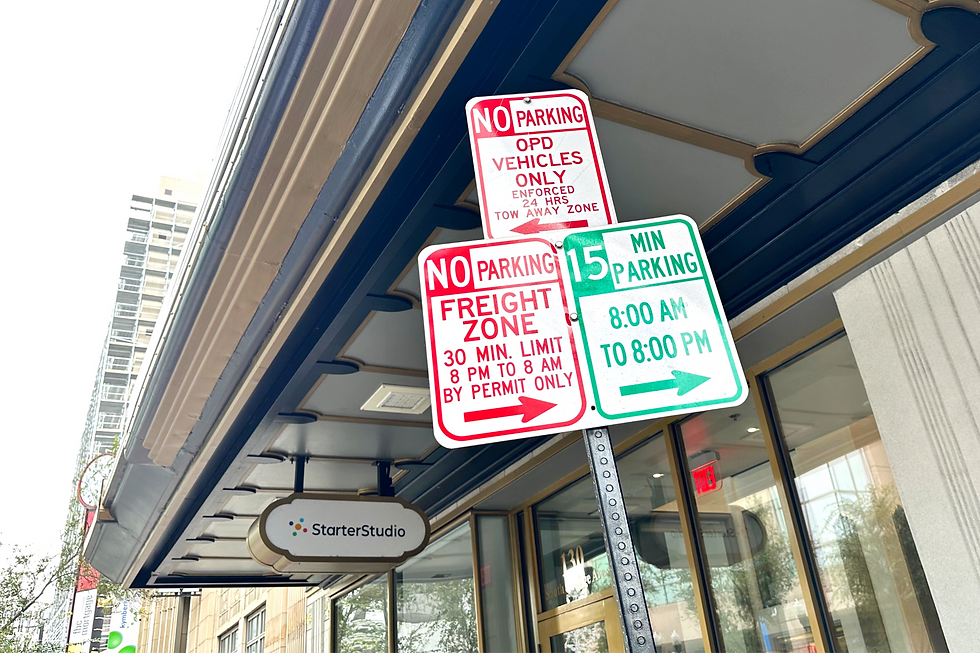 NO PARKING
OPD
VEHICLES
ONLY
ENFORCED
24 HRS
TOW AWAY ZONE
NO PARKING
FREIGHT
ZONE
30 MIN. LIMIT
8 PM TO 8 AM
BY PERMIT ONLY
15 MIN
PARKING
8:00 AM
TO 8:00 PM
StarterStudio
130